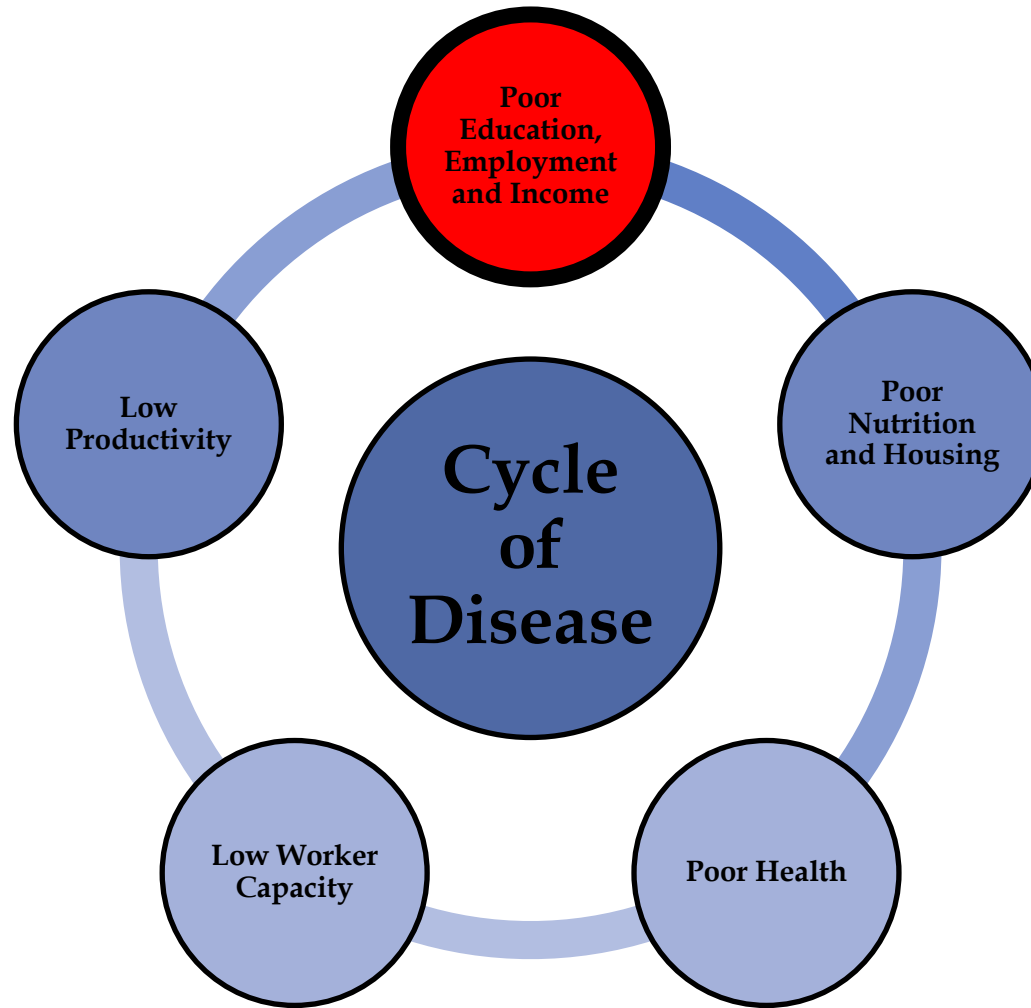 Poor
Education,
Employment
and Income
Low
Productivity
Poor
Nutrition
and Housing
Cycle
of
Disease
Low Worker
Capacity
Poor Health